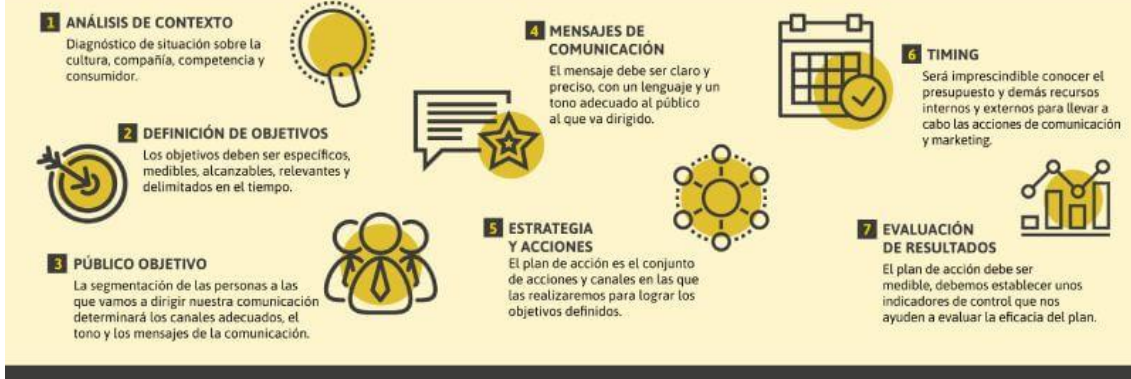 1 ANÁLISIS DE CONTEXTO
Diagnóstico de situación sobre la
cultura, compañía, competencia y
consumidor.
2 DEFINICIÓN DE OBJETIVOS
Los objetivos deben ser específicos,
medibles, alcanzables, relevantes y
delimitados en el tiempo.
3 PÚBLICO OBJETIVO
La segmentación de las personas a las
que vamos a dirigir nuestra comunicación
determinará los canales adecuados, el
tono y los mensajes de la comunicación.
4 MENSAJES DE
COMUNICACIÓN
El mensaje debe ser claro y
preciso, con un lenguaje y un
tono adecuado al público
al que va dirigido.
5 ESTRATEGIA
Y ACCIONES
El plan de acción es el conjunto
de acciones y canales en las que
las realizaremos para lograr los
objetivos definidos.
6 TIMING
Será imprescindible conocer el
presupuesto y demás recursos
internos y externos para llevar a
cabo las acciones de comunicación
y marketing.
7 EVALUACIÓN
DE RESULTADOS
El plan de acción debe ser
medible, debemos establecer unos
indicadores de control que nos
ayuden a evaluar la eficacia del plan.